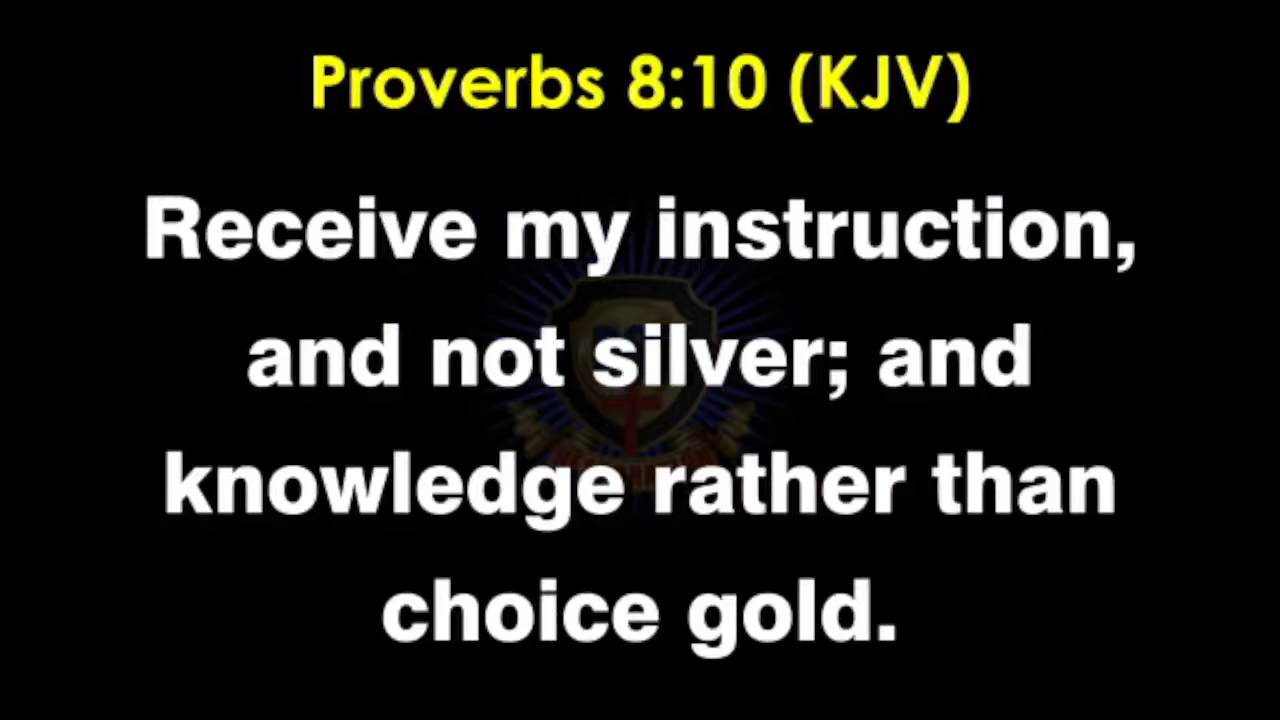 Proverbs 8:10 (KJV)
Receive my instruction,
and not silver; and
knowledge rather than
choice gold.